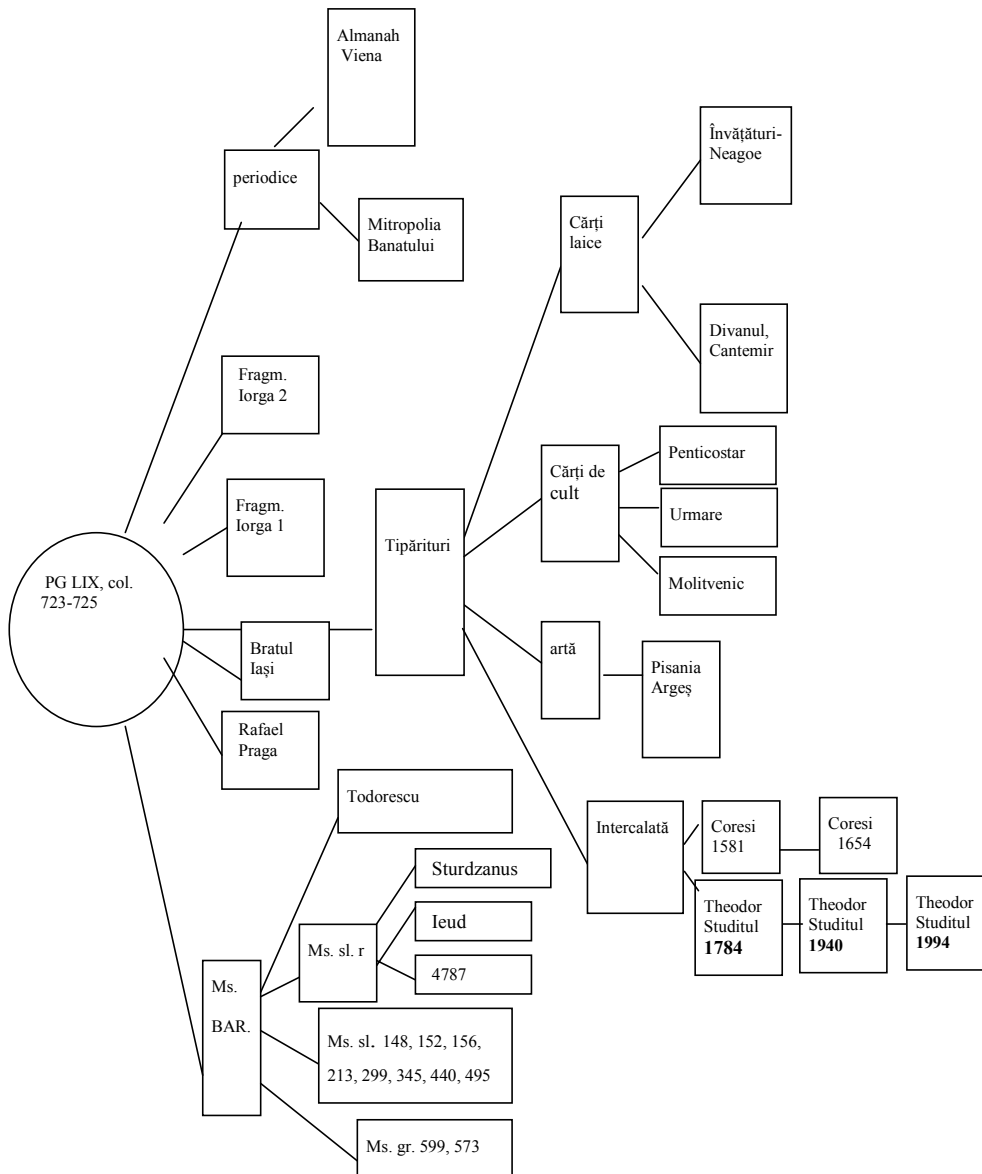 Almanah
Viena
periodice
Mitropolia
Banatului
Învățături-
Neagoe
Cărți
laice
Divanul,
Cantemir
Fragm.
Iorga 2
Fragm.
Iorga 1
PG LIX, col.
723-725
Bratul
Iași
Rafael
Praga
Tipărituri
Cărți de
cult
Penticostar
Urmare
Molitvenic
artă
Pisania
Argeș
Intercalată
Coresi
1581
Coresi
1654
Theodor
Studitul
1784
Theodor
Studitul
1940
Theodor
Studitul
1994
Todorescu
Sturdzanus
Ms. sl. r
Ieud
4787
Ms.
BAR.
Ms. sl. 148, 152, 156,
213, 299, 345, 440, 495
Ms. gr. 599, 573